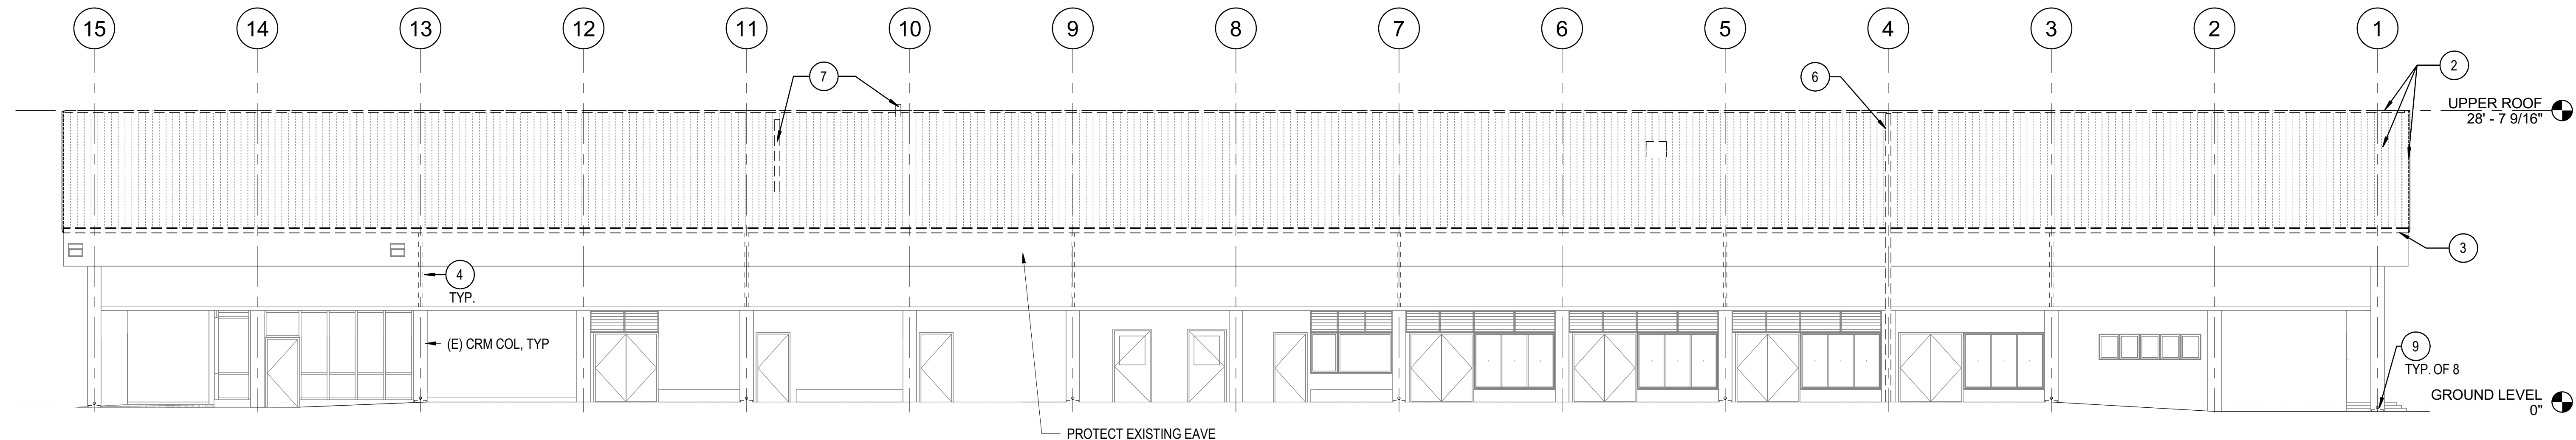 15 14 13 12 11 10 9 8 7 6 5 4 3 2 1
7
6
2
UPPER ROOF
28' - 7 9/16"
3
4
TYP.
(E) CRM COL, TYP
9
TYP. OF 8
GROUND LEVEL
0"
PROTECT EXISTING EAVE